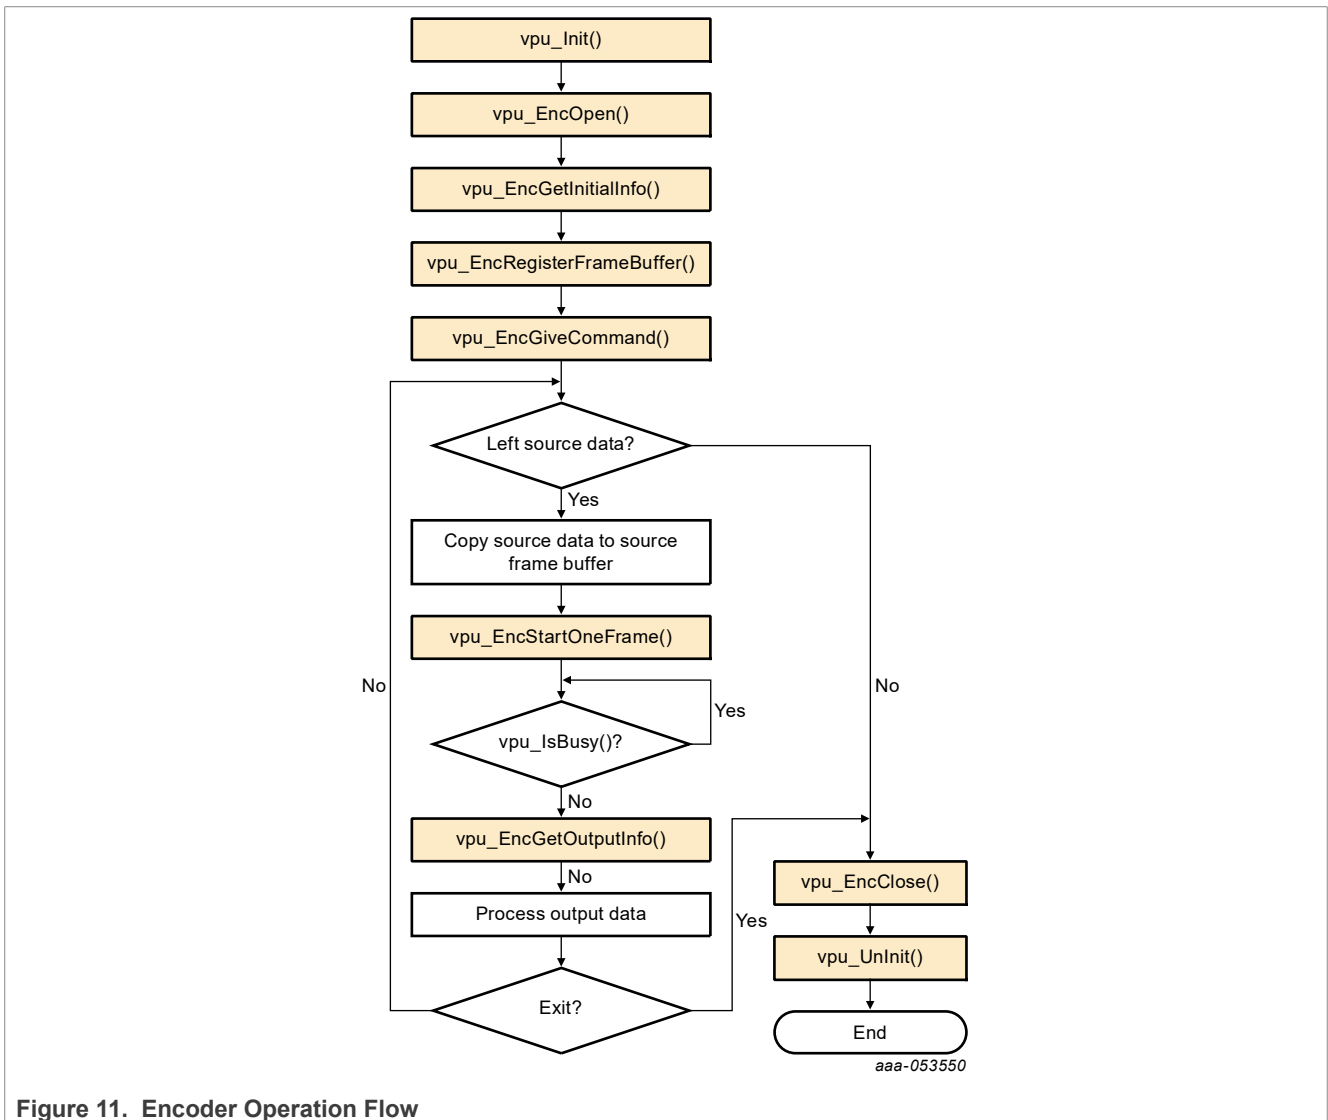 vpu_Init()
vpu_EncOpen()
vpu_EncGetInitialInfo()
vpu_EncRegisterFrameBuffer()
vpu_EncGiveCommand()
Left source data?
Yes
Copy source data to source
frame buffer
vpu_EncStartOneFrame()
No
No
Yes
vpu_IsBusy()?
No
vpu_EncGetOutputInfo()
No
Process output data
Yes
Exit?
vpu_EncClose()
vpu_UnInit()
End
aaa-053550
Figure 11. Encoder Operation Flow